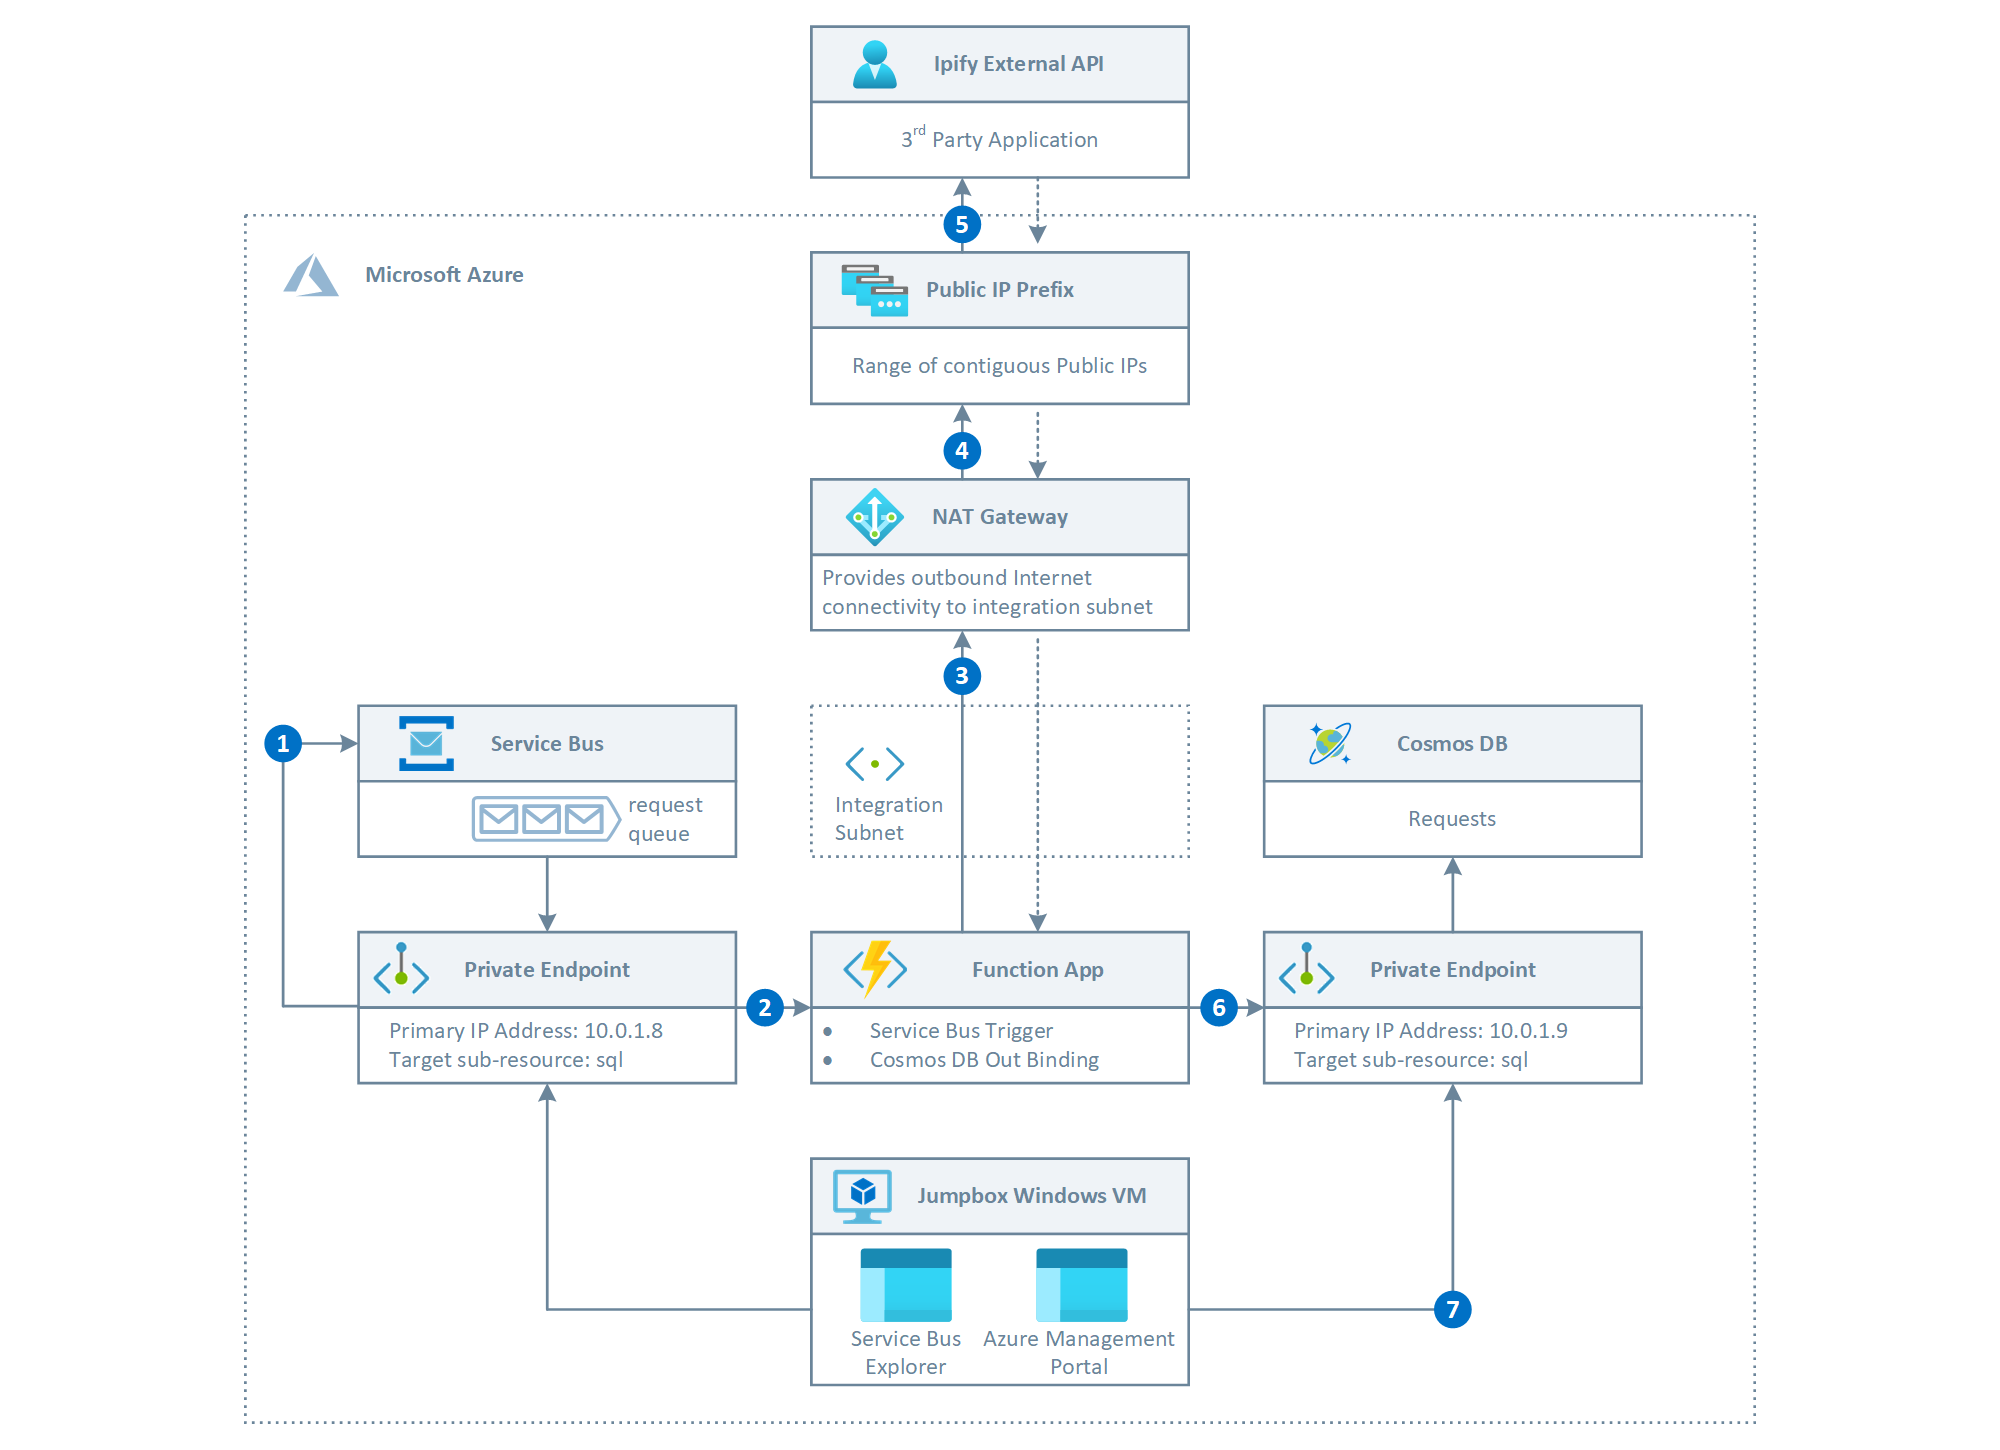 Ipify External API
3rd Party Application
5
Microsoft Azure
Public IP Prefix
Range of contiguous Public IPs
4
NAT Gateway
Provides outbound Internet
connectivity to integration subnet
3
1
Service Bus
request
queue
Integration
Subnet
Cosmos DB
Requests
Private Endpoint
Primary IP Address: 10.0.1.8
Target sub-resource: sql
2
Function App
• Service Bus Trigger
• Cosmos DB Out Binding
6
Private Endpoint
Primary IP Address: 10.0.1.9
Target sub-resource: sql
Jumpbox Windows VM
Service Bus
Explorer
Azure Management
Portal
7